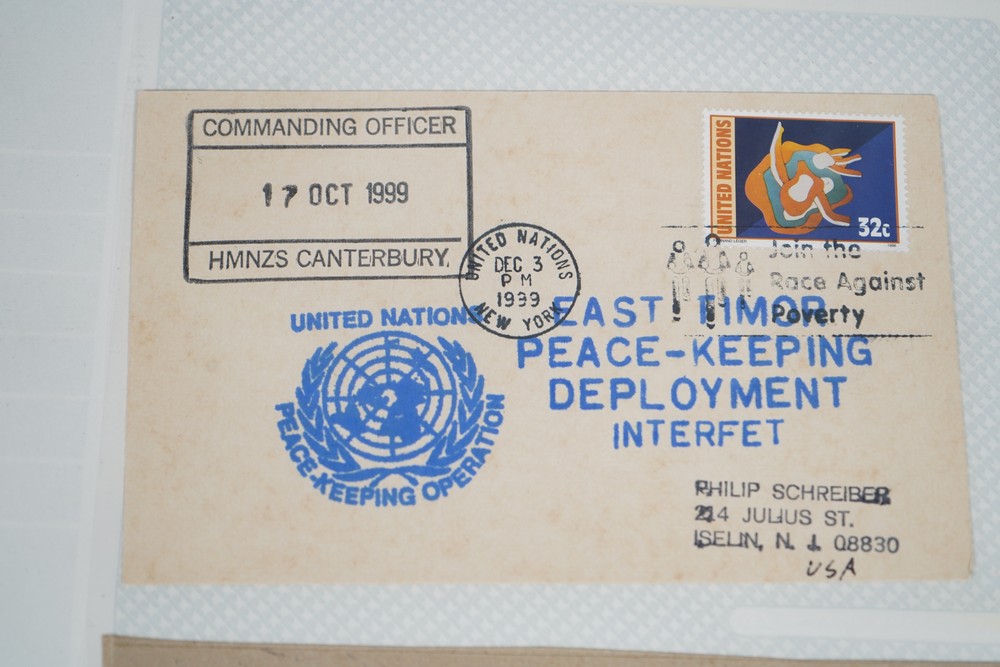 COMMANDING OFFICER
17 OCT 1999
HMNZS CANTERBURY.
UNITED NATIONS
32c
UNITED NATIONS
DEC 3
PM
1999
NEW YORK
Join the
Race Against
Poverty
UNITED NATIONS
PEACE-KEEPING OPERATION
EAST TIMOR
PEACE-KEEPING
DEPLOYMENT
INTERFET
PHILIP SCHREIBER
214 JULIUS ST.
ISELIN, N. J. 08830
USA